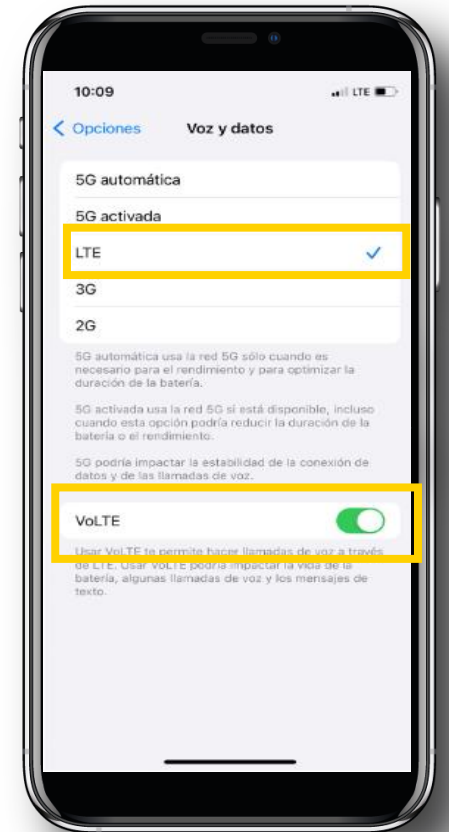 10:09 LTE
Opciones Voz y datos
5G automática
5G activada
LTE
3G
2G
5G automática usa la red 5G sólo cuando es
necesario para el rendimiento y para optimizar la
duración de la batería.
5G activada usa la red 5G si está disponible, incluso
cuando esta opción podría reducir la duración de la
batería o el rendimiento.
5G podría impactar la estabilidad de la conexión de
datos y de las llamadas de voz.
VoLTE
Usar VoLTE te permite hacer llamadas de voz a través
de LTE. Usar VoLTE podría impactar la vida de la
batería, algunas llamadas de voz y los mensajes de
texto.